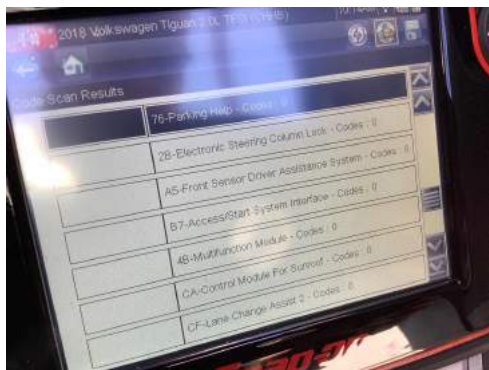 2018 Volkswagen Tiguan 2.0L TFSI (CHHB)
Code Scan Results
76-Parking Help - Codes : 0
2B-Electronic Steering Column Lock - Codes : 0
A5-Front Sensor Driver Assistance System - Codes : 0
B7-Access/Start System Interface - Codes : 0
4B-Multifunction Module - Codes : 0
CA-Control Module For Sunroof - Codes : 0
CF-Lane Change Assist 2 - Codes : 0
Snap-on